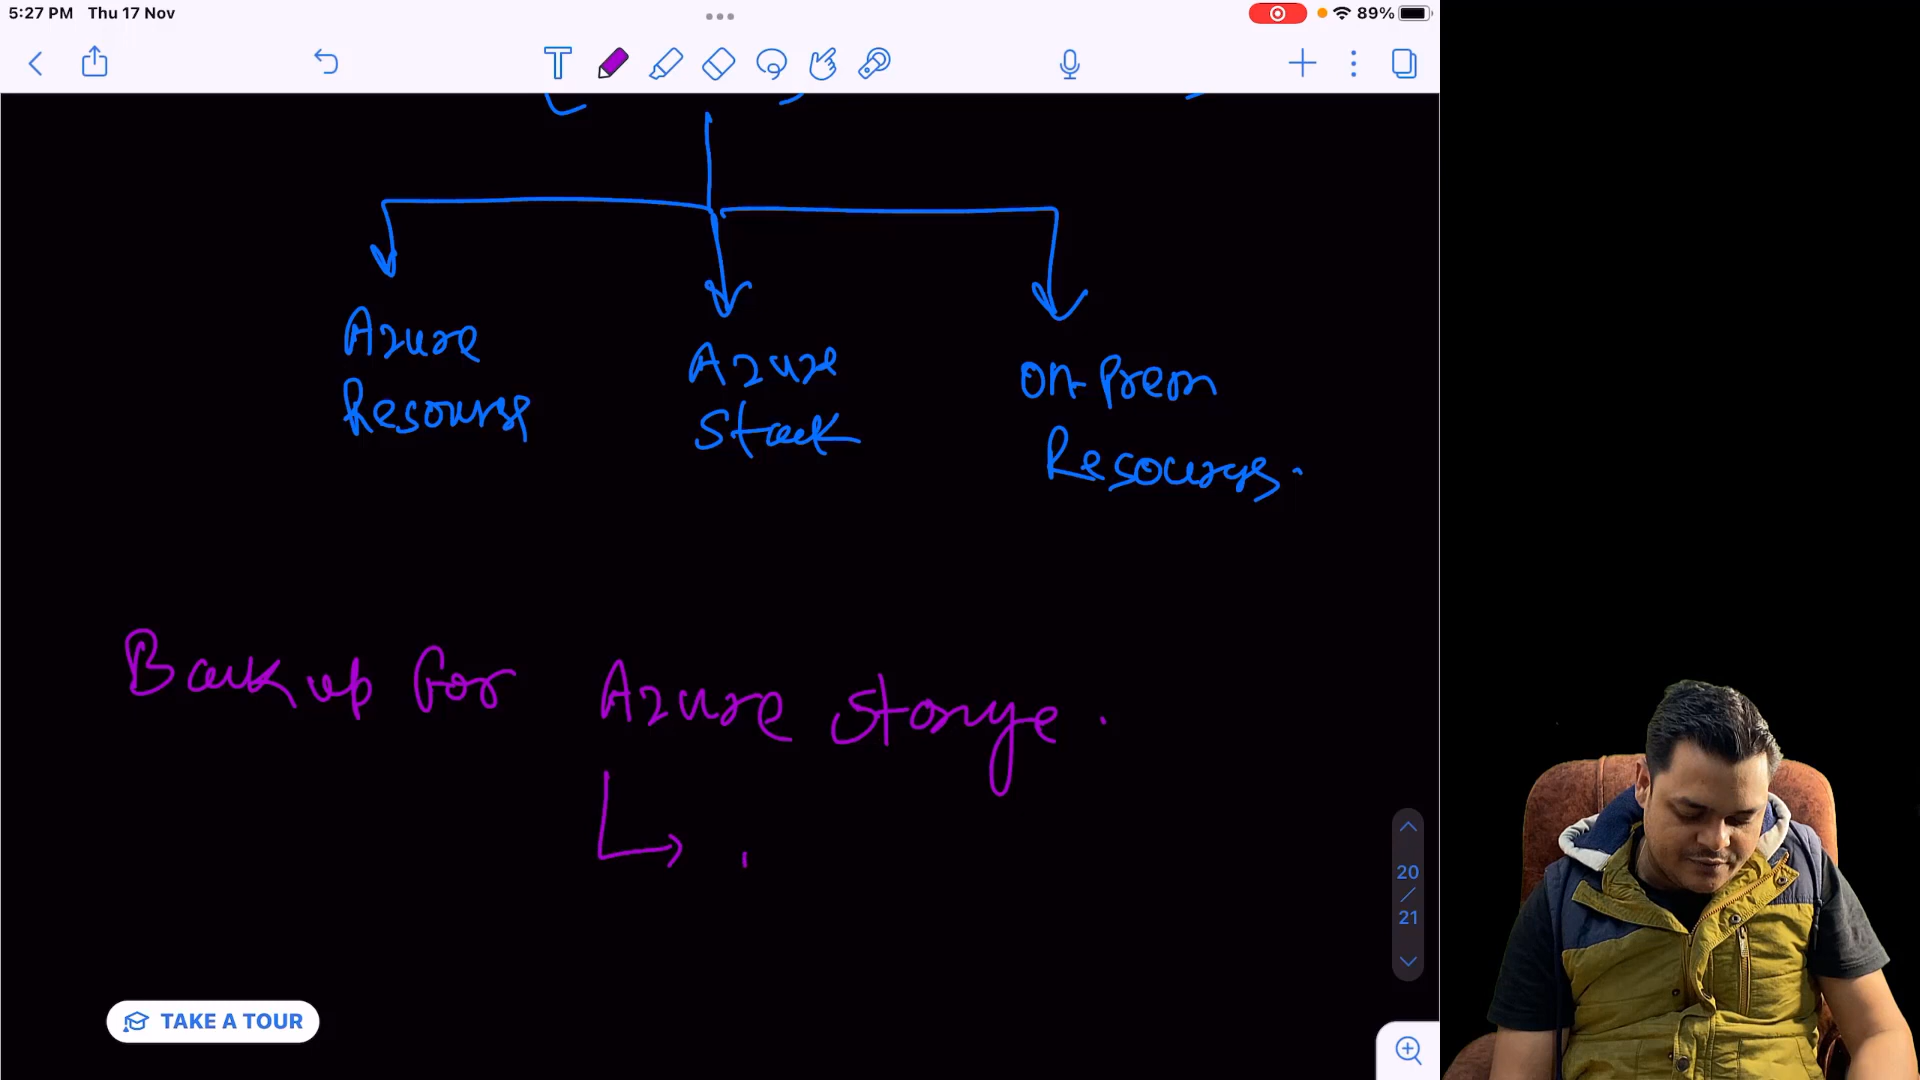 5:27 PM Thu 17 Nov
89%
Azure
Resource
Azure
Stack
On-Prem
Resources.
Backup for Azure Storage.
20
/
21
TAKE A TOUR